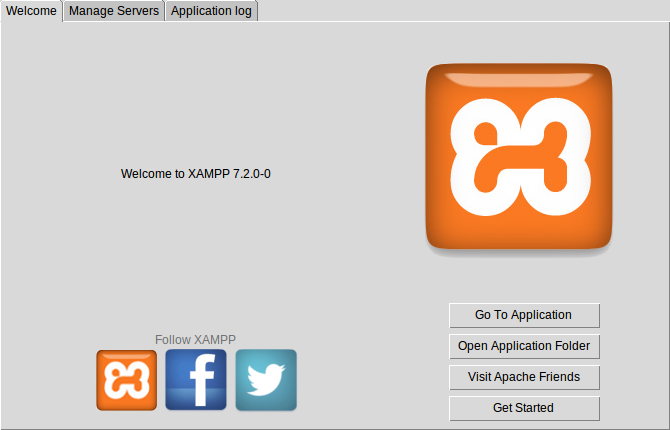 Welcome
Manage Servers
Application log
Welcome to XAMPP 7.2.0-0
Follow XAMPP
Go To Application
Open Application Folder
Visit Apache Friends
Get Started